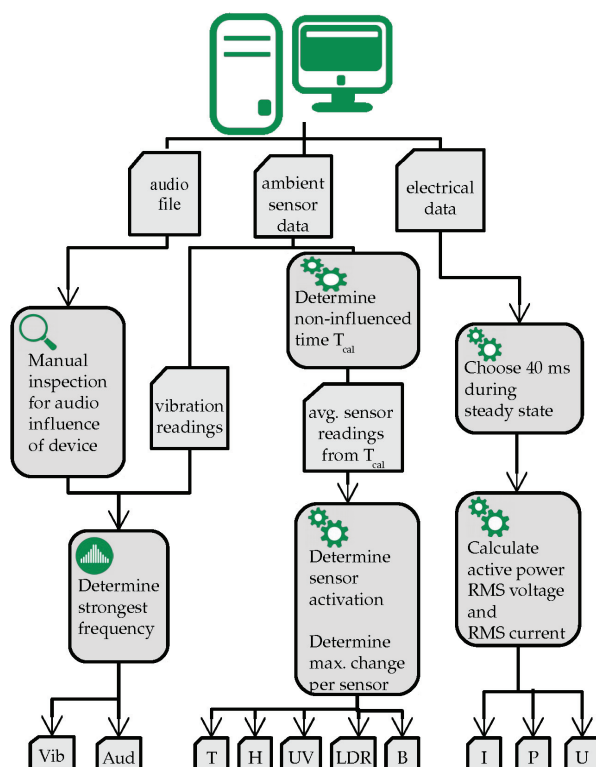 audio
file
ambient
sensor
data
electrical
data
Manual
inspection
for audio
influence
of device
vibration
readings
Determine
non-influenced
time Tcal
avg. sensor
readings
from Tcal
Choose 40 ms
during
steady state
Determine
strongest
frequency
Determine
sensor
activation
Determine
max. change
per sensor
Calculate
active power
RMS voltage
and
RMS current
Vib
Aud
T
H
UV
LDR
B
I
P
U